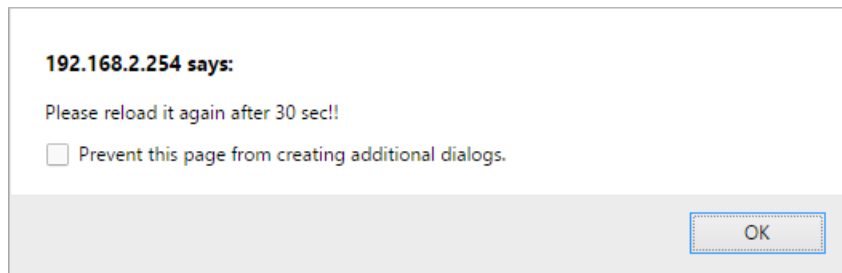 192.168.2.254 says:
Please reload it again after 30 sec!!
Prevent this page from creating additional dialogs.
OK